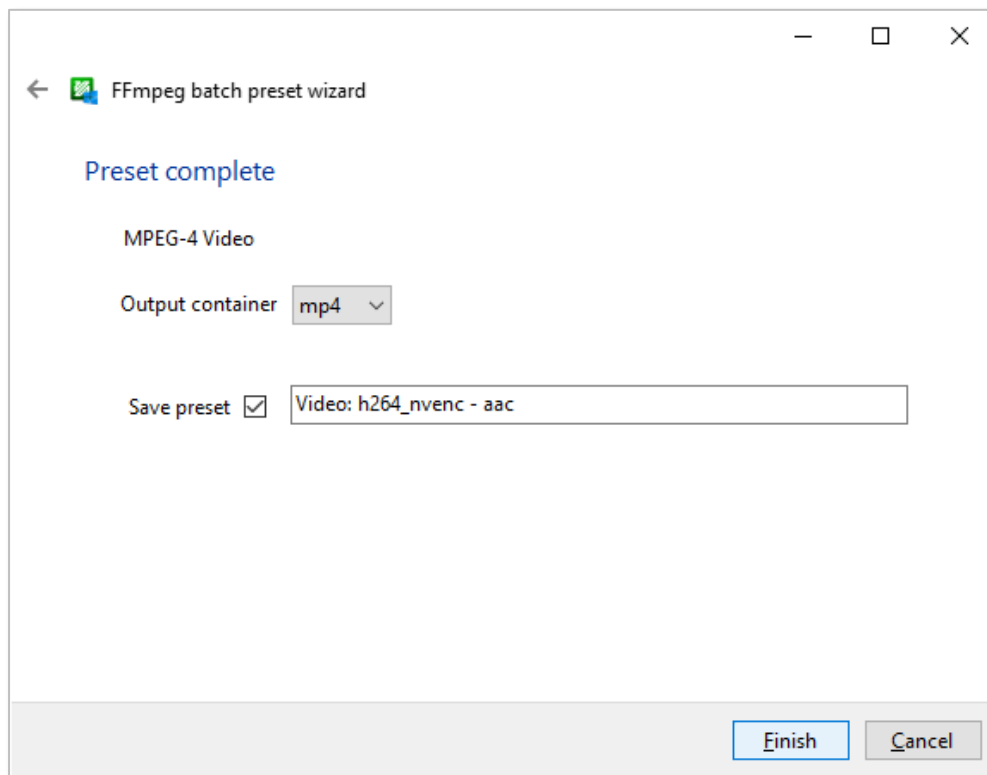 FFmpeg batch preset wizard
Preset complete
MPEG-4 Video
Output container mp4
Save preset Video: h264_nvenc - aac
Finish Cancel